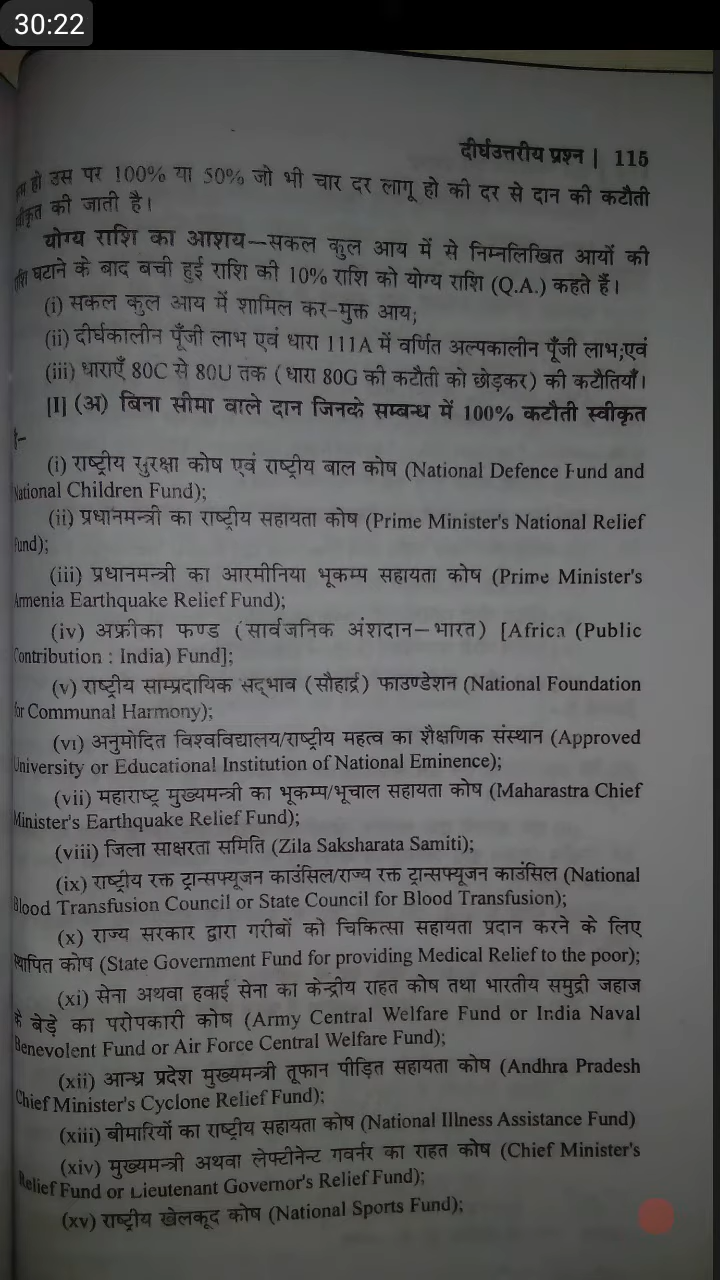 30:22
दीर्घउत्तरीय प्रश्न | 115
हो उस पर 100% या 50% जो भी चार दर लागू हो की दर से दान की कटौती
की जाती है।
योग्य राशि का आशय—सकल कुल आय में से निम्नलिखित आयों की
घटाने के बाद बची हुई राशि की 10% राशि को योग्य राशि (Q.A.) कहते हैं।
(i) सकल कुल आय में शामिल कर-मुक्त आय;
(ii) दीर्घकालीन पूँजी लाभ एवं धारा 111A में वर्णित अल्पकालीन पूँजी लाभ;एवं
(iii) धाराएँ 80C से 80U तक (धारा 80G की कटौती को छोड़कर) की कटौतियाँ।
[I] (अ) बिना सीमा वाले दान जिनके सम्बन्ध में 100% कटौती स्वीकृत
(i) राष्ट्रीय सुरक्षा कोष एवं राष्ट्रीय बाल कोष (National Defence Fund and
National Children Fund);
(ii) प्रधानमन्त्री का राष्ट्रीय सहायता कोष (Prime Minister's National Relief
Fund);
(iii) प्रधानमन्त्री का आरमीनिया भूकम्प सहायता कोष (Prime Minister's
Armenia Earthquake Relief Fund);
(iv) अफ्रीका फण्ड (सार्वजनिक अंशदान—भारत) [Africa (Public
Contribution : India) Fund];
(v) राष्ट्रीय साम्प्रदायिक सद्भाव (सौहार्द्र) फाउण्डेशन (National Foundation
for Communal Harmony);
(vi) अनुमोदित विश्वविद्यालय/राष्ट्रीय महत्व का शैक्षणिक संस्थान (Approved
University or Educational Institution of National Eminence);
(vii) महाराष्ट्र मुख्यमन्त्री का भूकम्प/भूचाल सहायता कोष (Maharastra Chief
Minister's Earthquake Relief Fund);
(viii) जिला साक्षरता समिति (Zila Saksharata Samiti);
(ix) राष्ट्रीय रक्त ट्रान्सफ्यूजन काउंसिल/राज्य रक्त ट्रान्सफ्यूजन काउंसिल (National
Blood Transfusion Council or State Council for Blood Transfusion);
(x) राज्य सरकार द्वारा गरीबों को चिकित्सा सहायता प्रदान करने के लिए
स्थापित कोष (State Government Fund for providing Medical Relief to the poor);
(xi) सेना अथवा हवाई सेना का केन्द्रीय राहत कोष तथा भारतीय समुद्री जहाज
के बेड़े का परोपकारी कोष (Army Central Welfare Fund or India Naval
Benevolent Fund or Air Force Central Welfare Fund);
(xii) आन्ध्र प्रदेश मुख्यमन्त्री तूफान पीड़ित सहायता कोष (Andhra Pradesh
Chief Minister's Cyclone Relief Fund);
(xiii) बीमारियों का राष्ट्रीय सहायता कोष (National Illness Assistance Fund)
(xiv) मुख्यमन्त्री अथवा लेफ्टीनेन्ट गवर्नर का राहत कोष (Chief Minister's
Relief Fund or Lieutenant Governor's Relief Fund);
(xv) राष्ट्रीय खेलकूद कोष (National Sports Fund);